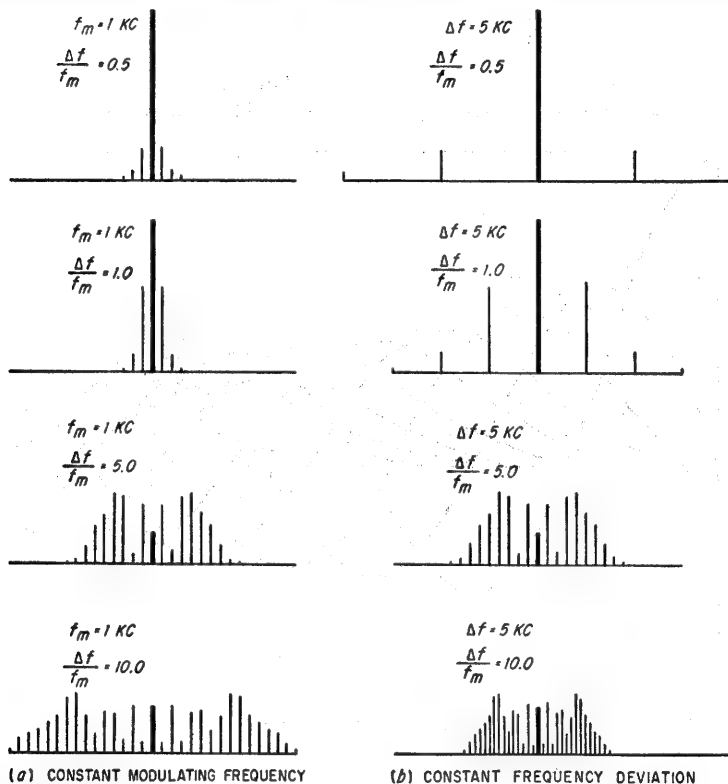 f_m = 1 KC
Δf / f_m = 0.5
Δf = 5 KC
Δf / f_m = 0.5
f_m = 1 KC
Δf / f_m = 1.0
Δf = 5 KC
Δf / f_m = 1.0
f_m = 1 KC
Δf / f_m = 5.0
Δf = 5 KC
Δf / f_m = 5.0
f_m = 1 KC
Δf / f_m = 10.0
Δf = 5 KC
Δf / f_m = 10.0
(a) CONSTANT MODULATING FREQUENCY
(b) CONSTANT FREQUENCY DEVIATION